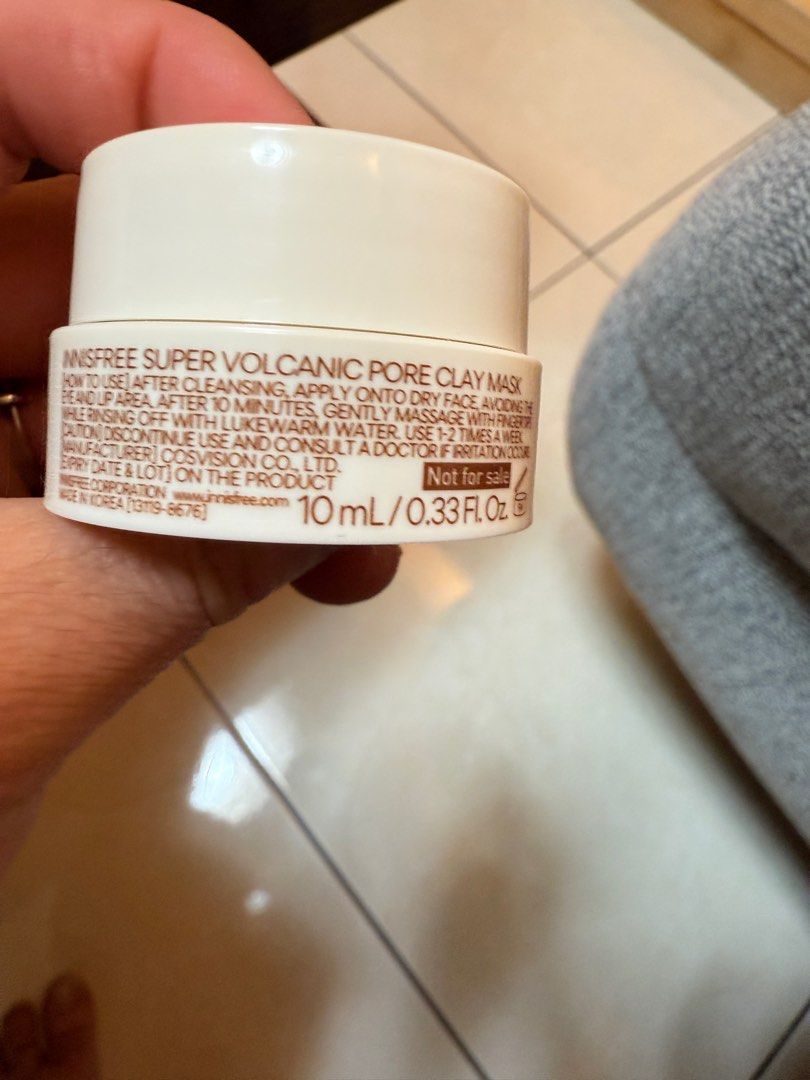 INNISFREE SUPER VOLCANIC PORE CLAY MASK
[HOW TO USE] AFTER CLEANSING, APPLY ONTO DRY FACE, AVOIDING THE
EYE AND LIP AREA. AFTER 10 MINUTES, GENTLY MASSAGE WITH FINGERTIPS
WHILE RINSING OFF WITH LUKEWARM WATER. USE 1-2 TIMES A WEEK.
CAUTION] DISCONTINUE USE AND CONSULT A DOCTOR IF IRRITATION OCCURS.
MANUFACTURER] COSVISION CO., LTD.
EXPIRY DATE & LOT] ON THE PRODUCT
INNISFREE CORPORATION www.innisfree.com
MADE IN KOREA [13119-8676]
Not for sale
10 mL / 0.33 Fl. Oz.